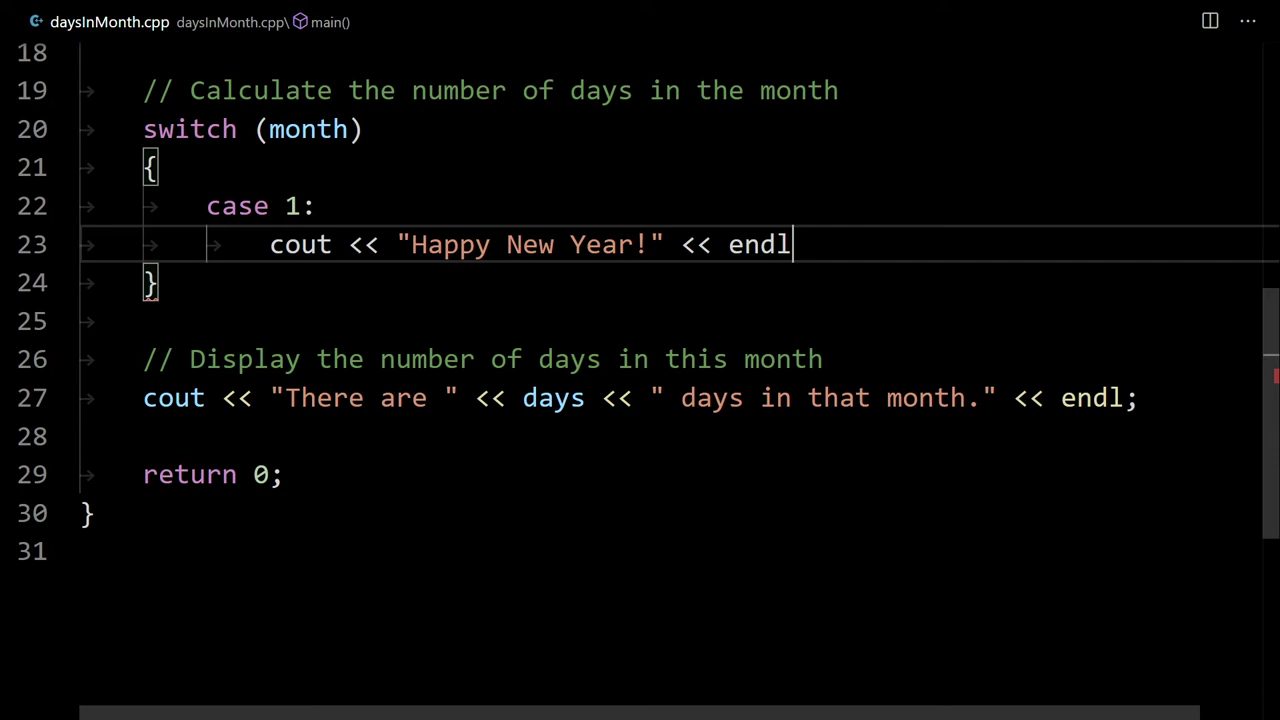 daysInMonth.cpp daysInMonth.cpp\ main()
18
19 // Calculate the number of days in the month
20 switch (month)
21 {
22 case 1:
23 cout << "Happy New Year!" << endl
24 }
25
26 // Display the number of days in this month
27 cout << "There are " << days << " days in that month." << endl;
28
29 return 0;
30 }
31